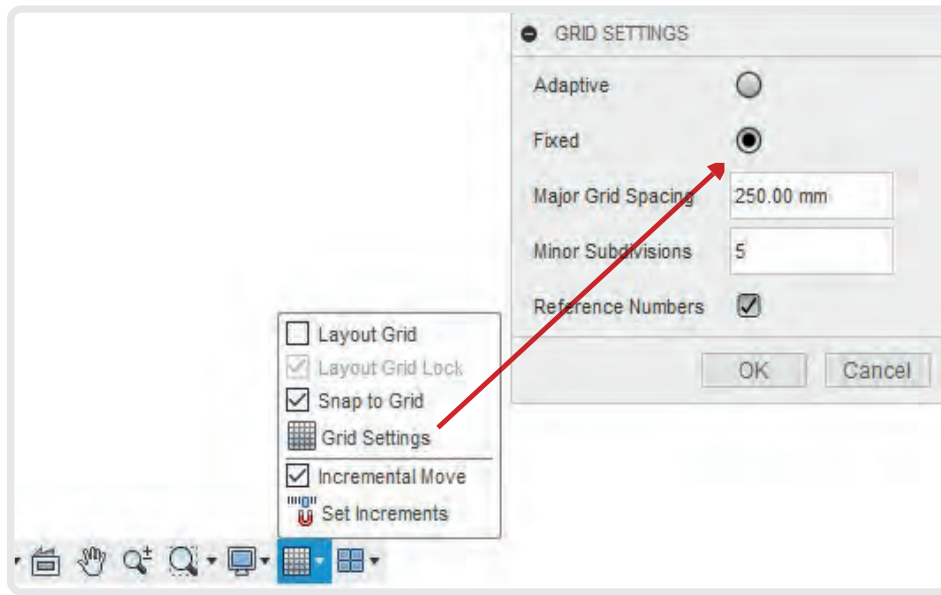 GRID SETTINGS
Adaptive
Fixed
Major Grid Spacing 250.00 mm
Minor Subdivisions 5
Reference Numbers
OK Cancel
Layout Grid
Layout Grid Lock
Snap to Grid
Grid Settings
Incremental Move
Set Increments